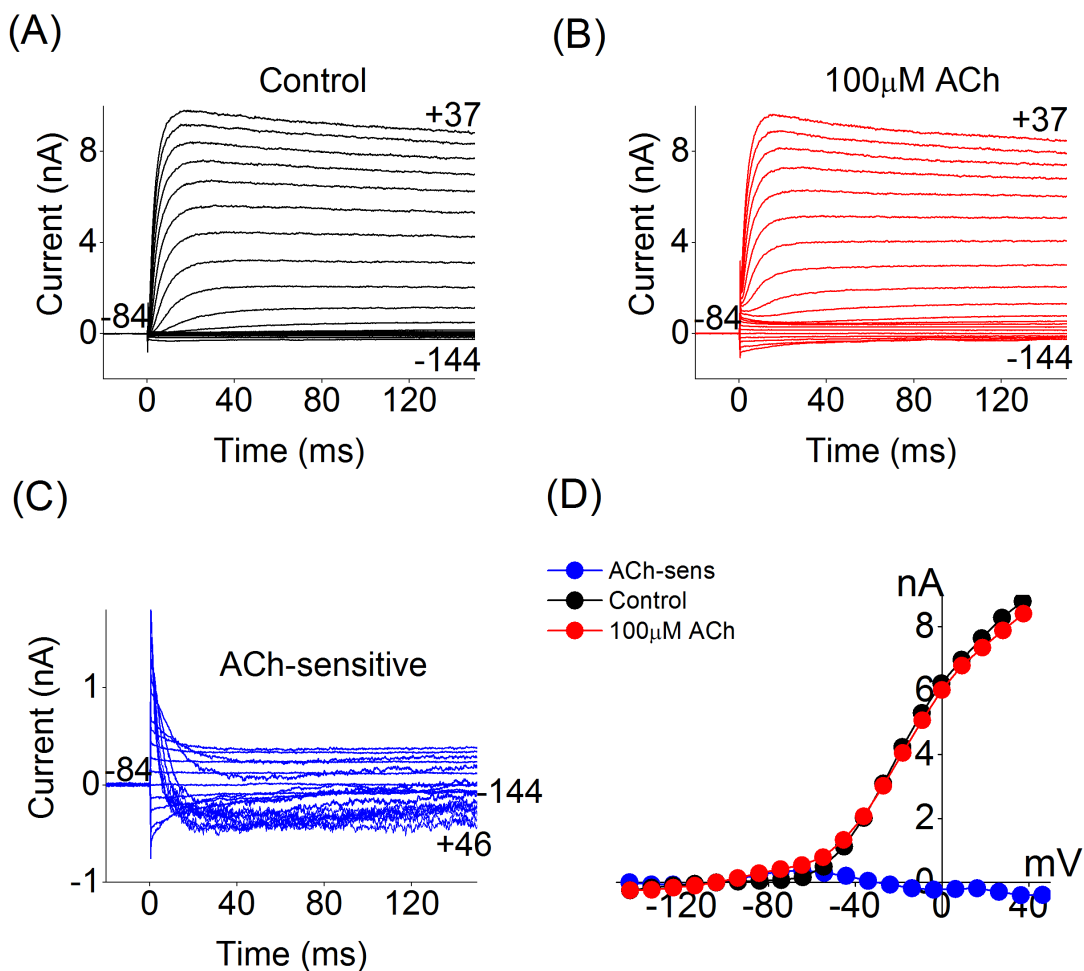 (A)
Control
+37
8
4
0
-84
-144
Current (nA)
0 40 80 120
Time (ms)
(B)
100μM ACh
+37
8
4
0
-84
-144
Current (nA)
0 40 80 120
Time (ms)
(C)
ACh-sensitive
1
0
-1
-84
-144
+46
Current (nA)
0 40 80 120
Time (ms)
(D)
ACh-sens
Control
100μM ACh
nA
8
6
4
2
0
mV
-120 -80 -40 0 40